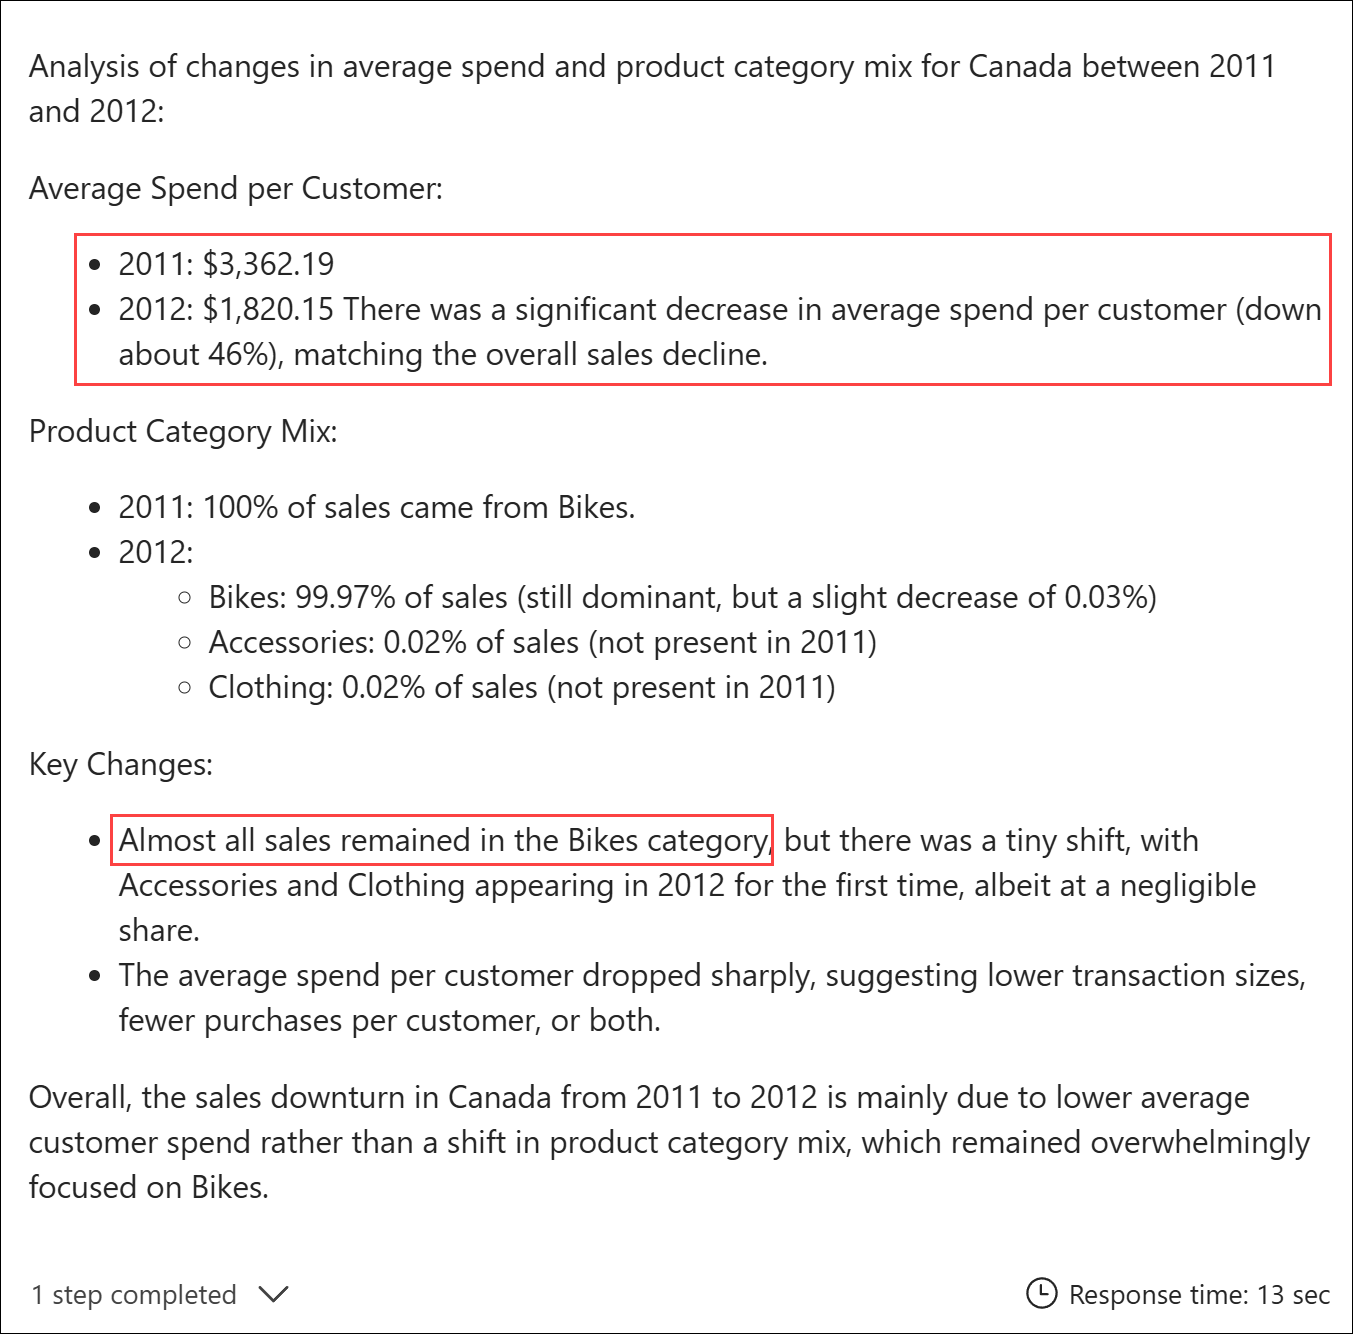 Analysis of changes in average spend and product category mix for Canada between 2011
and 2012:
Average Spend per Customer:
• 2011: $3,362.19
• 2012: $1,820.15 There was a significant decrease in average spend per customer (down
about 46%), matching the overall sales decline.
Product Category Mix:
• 2011: 100% of sales came from Bikes.
• 2012:
○ Bikes: 99.97% of sales (still dominant, but a slight decrease of 0.03%)
○ Accessories: 0.02% of sales (not present in 2011)
○ Clothing: 0.02% of sales (not present in 2011)
Key Changes:
• Almost all sales remained in the Bikes category, but there was a tiny shift, with
Accessories and Clothing appearing in 2012 for the first time, albeit at a negligible
share.
• The average spend per customer dropped sharply, suggesting lower transaction sizes,
fewer purchases per customer, or both.
Overall, the sales downturn in Canada from 2011 to 2012 is mainly due to lower average
customer spend rather than a shift in product category mix, which remained overwhelmingly
focused on Bikes.
1 step completed
Response time: 13 sec